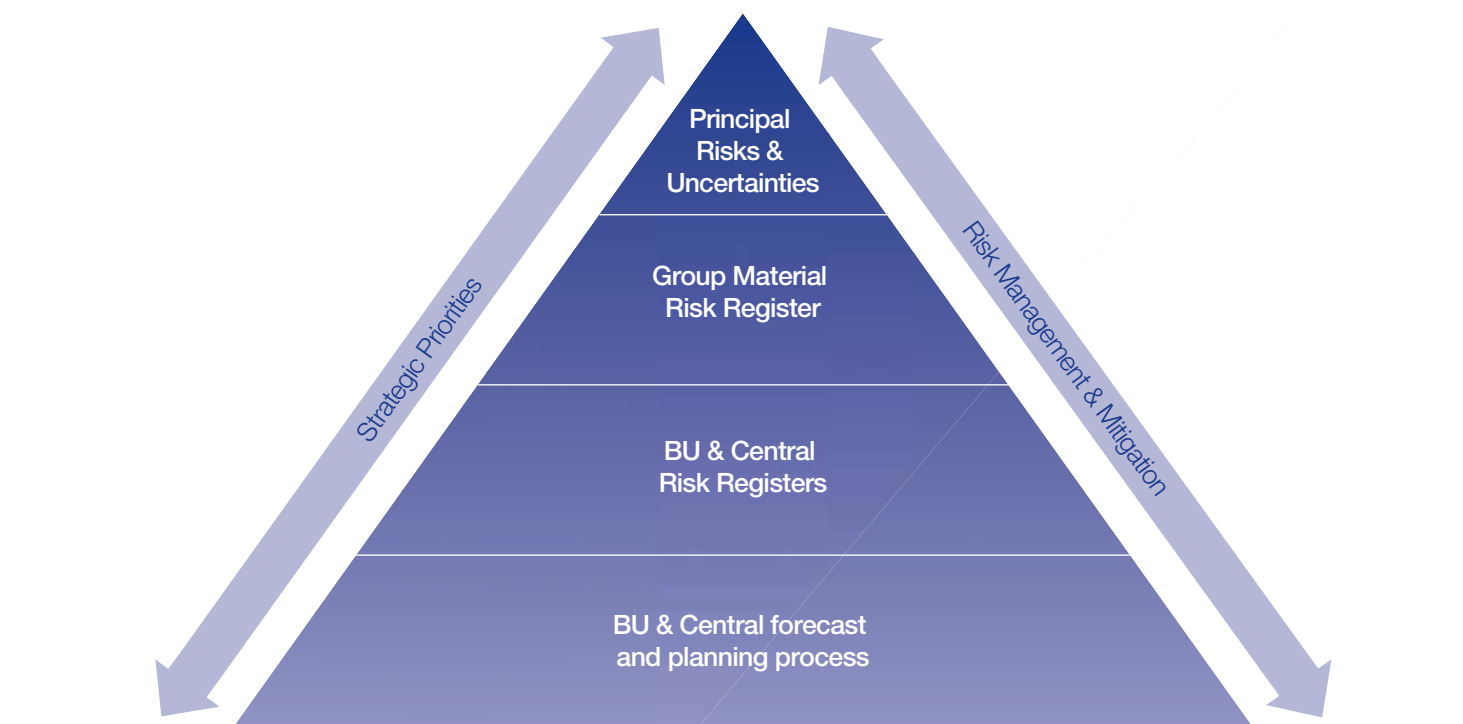 Principal
Risks &
Uncertainties
Group Material
Risk Register
BU & Central
Risk Registers
BU & Central forecast
and planning process
Strategic Priorities
Risk Management & Mitigation